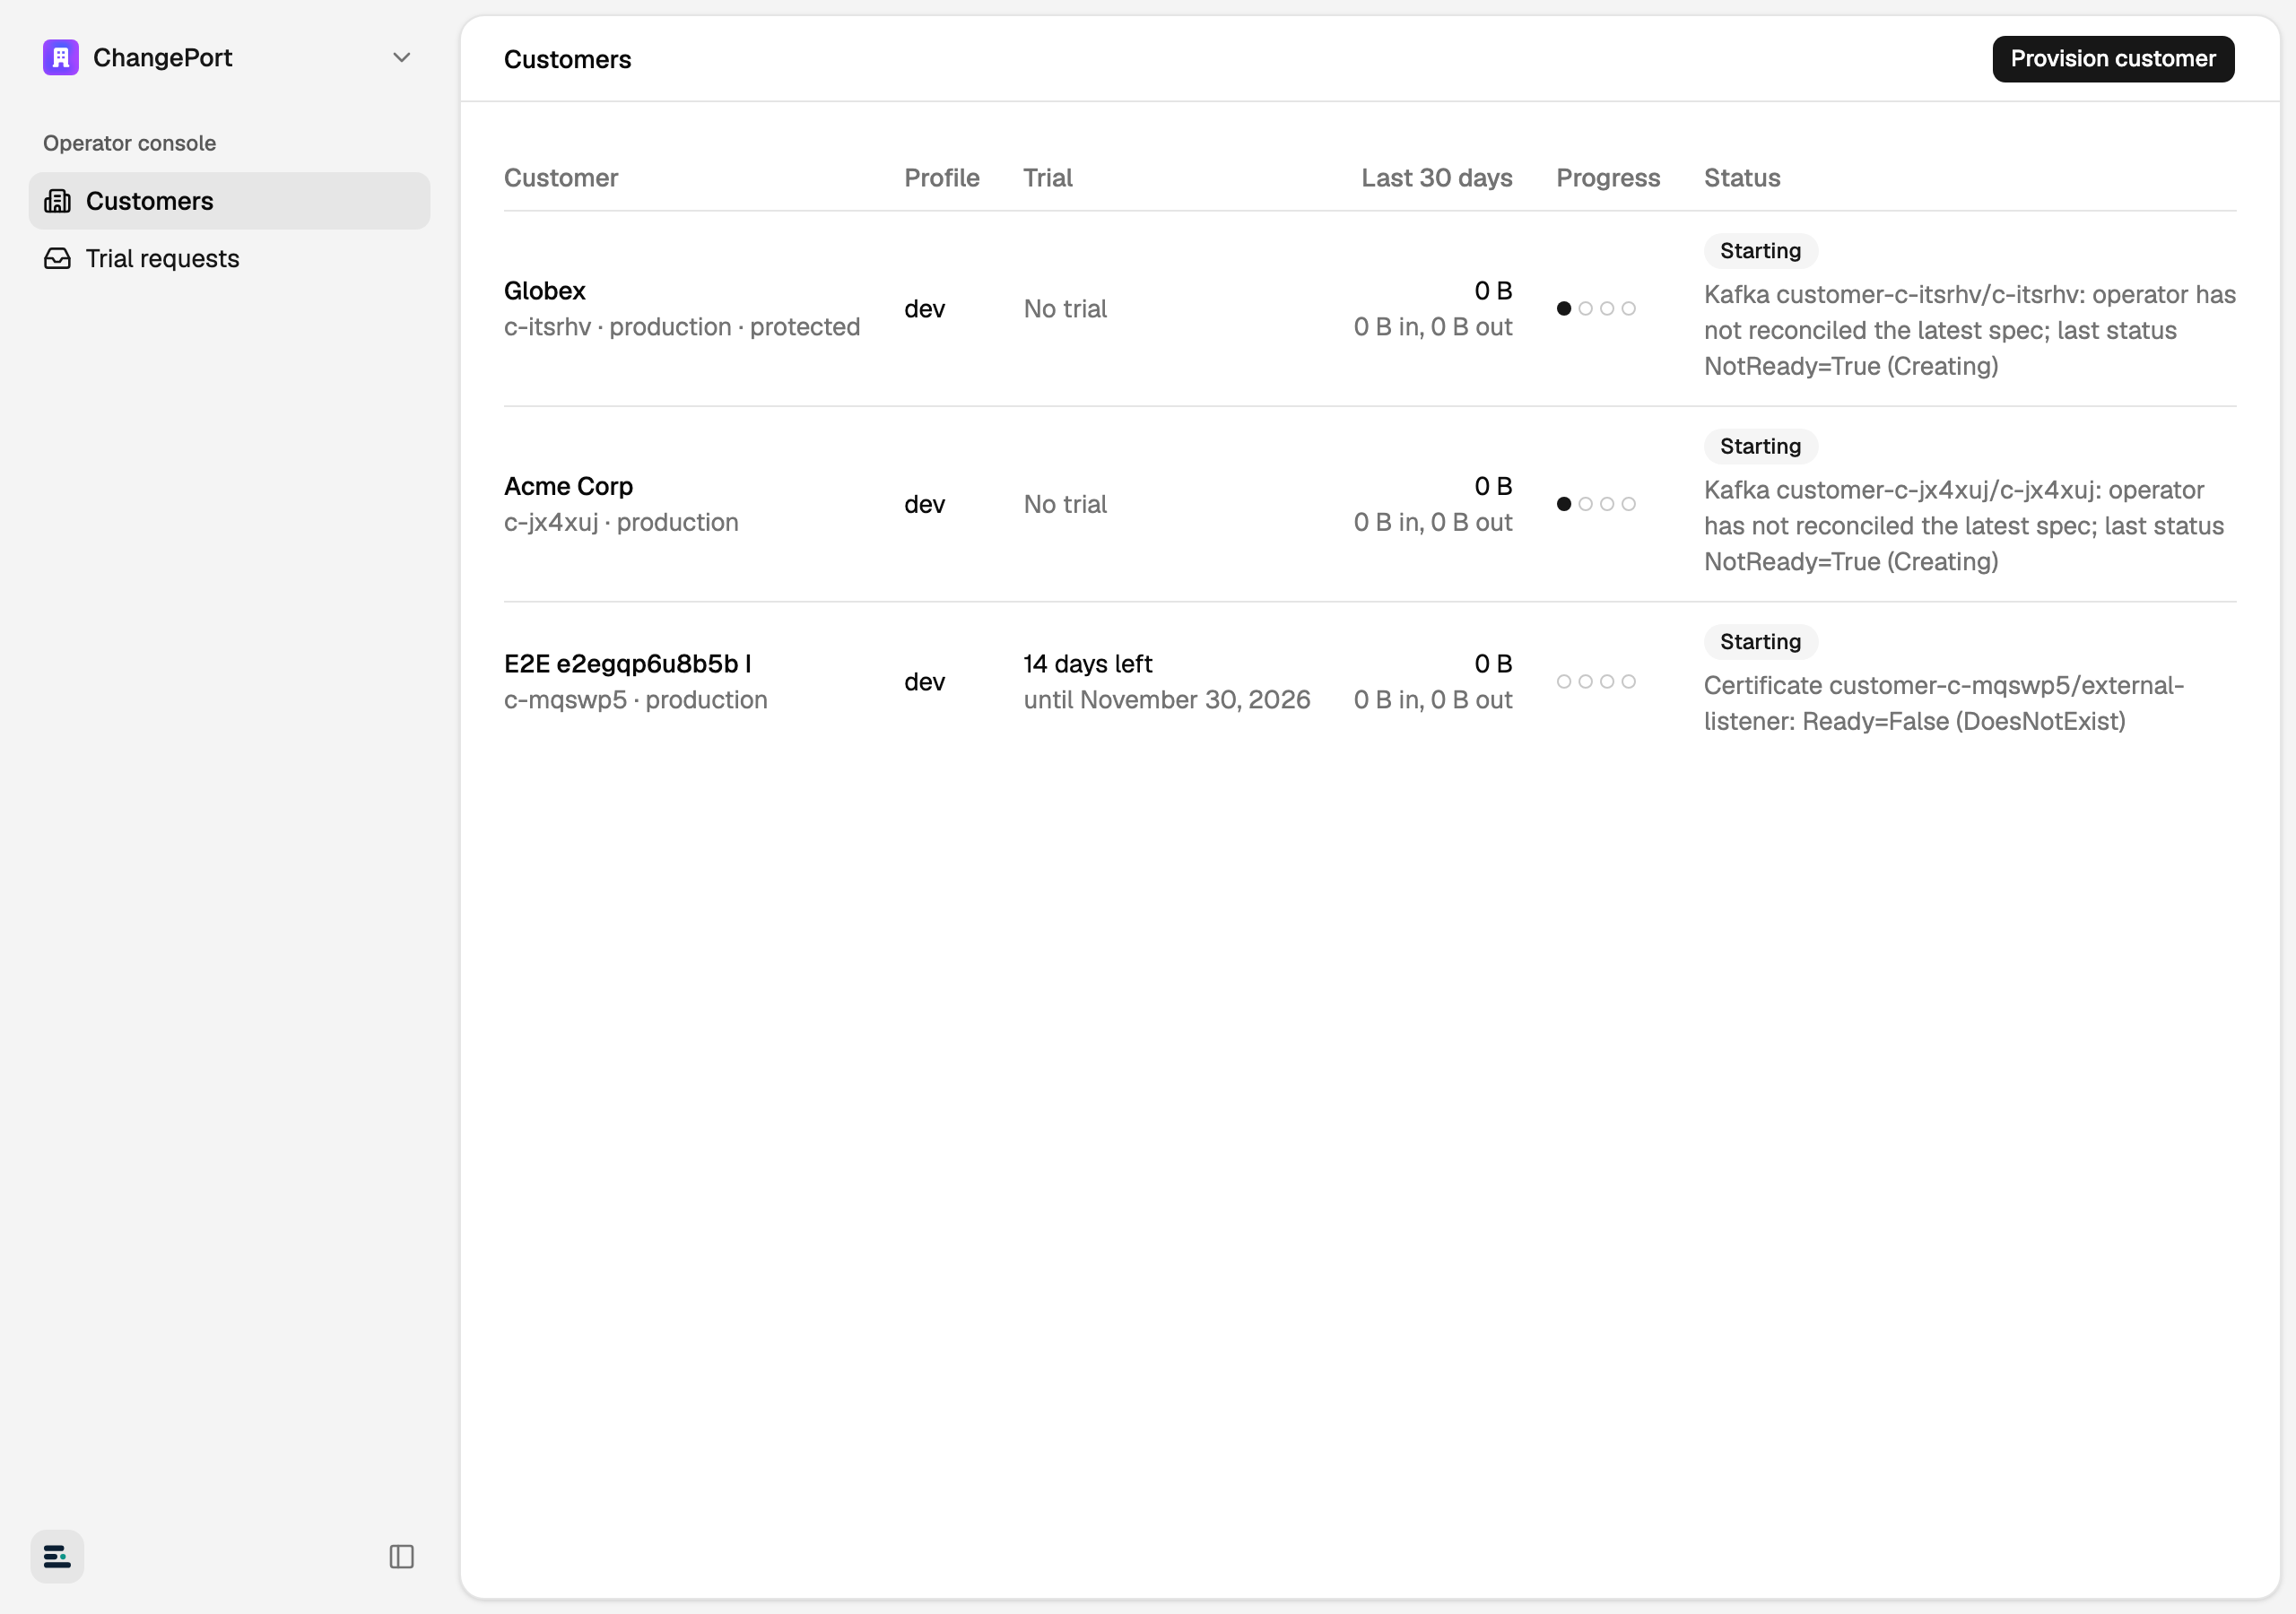 ChangePort
Operator console
Customers
Trial requests
Customers
Provision customer
Customer Profile Trial Last 30 days Progress Status
Globex
c-itsrhv · production · protected
dev
No trial
0 B
0 B in, 0 B out
Starting
Kafka customer-c-itsrhv/c-itsrhv: operator has
not reconciled the latest spec; last status
NotReady=True (Creating)
Acme Corp
c-jx4xuj · production
dev
No trial
0 B
0 B in, 0 B out
Starting
Kafka customer-c-jx4xuj/c-jx4xuj: operator
has not reconciled the latest spec; last status
NotReady=True (Creating)
E2E e2egqp6u8b5b I
c-mqswp5 · production
dev
14 days left
until November 30, 2026
0 B
0 B in, 0 B out
Starting
Certificate customer-c-mqswp5/external-
listener: Ready=False (DoesNotExist)